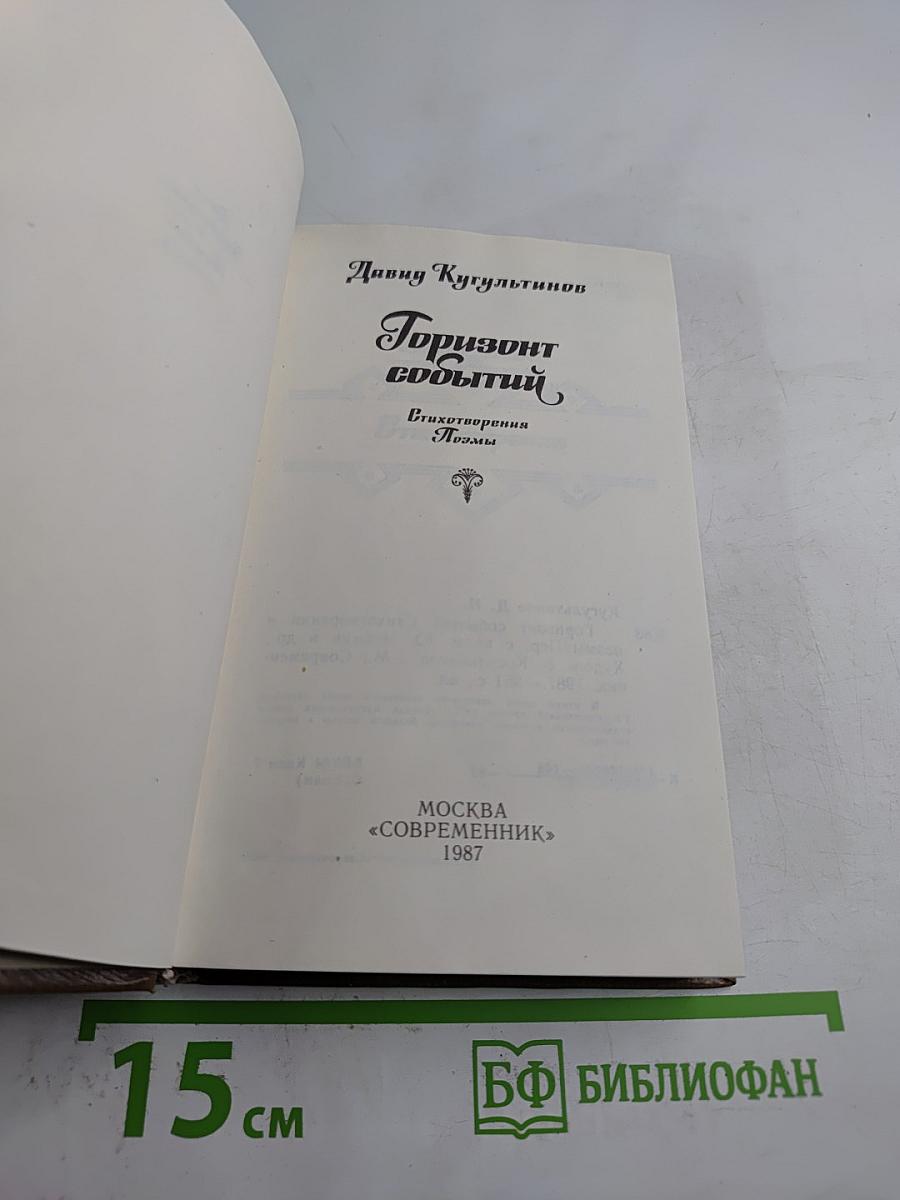 Давид Кугультинов
Горизонт
событий
Стихотворения
Поэмы
МОСКВА
«СОВРЕМЕННИК»
1987
15 см
БФ БИБЛИОФАН